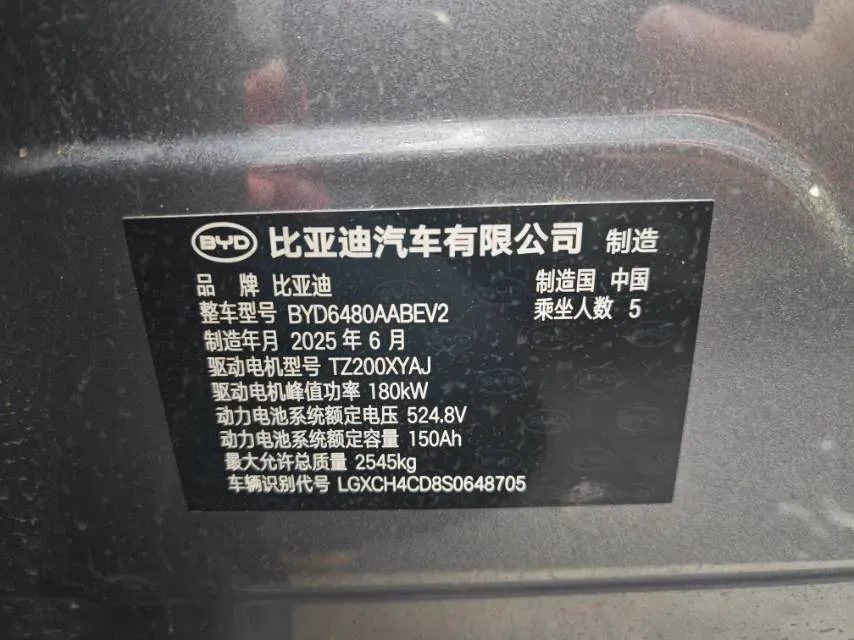 BYD 比亚迪汽车有限公司 制造
品 牌 比亚迪 制造国 中国
整车型号 BYD6480AABEV2 乘坐人数 5
制造年月 2025 年 6 月
驱动电机型号 TZ200XYAJ
驱动电机峰值功率 180kW
动力电池系统额定电压 524.8V
动力电池系统额定容量 150Ah
最大允许总质量 2545kg
车辆识别代号 LGXCH4CD8S0648705